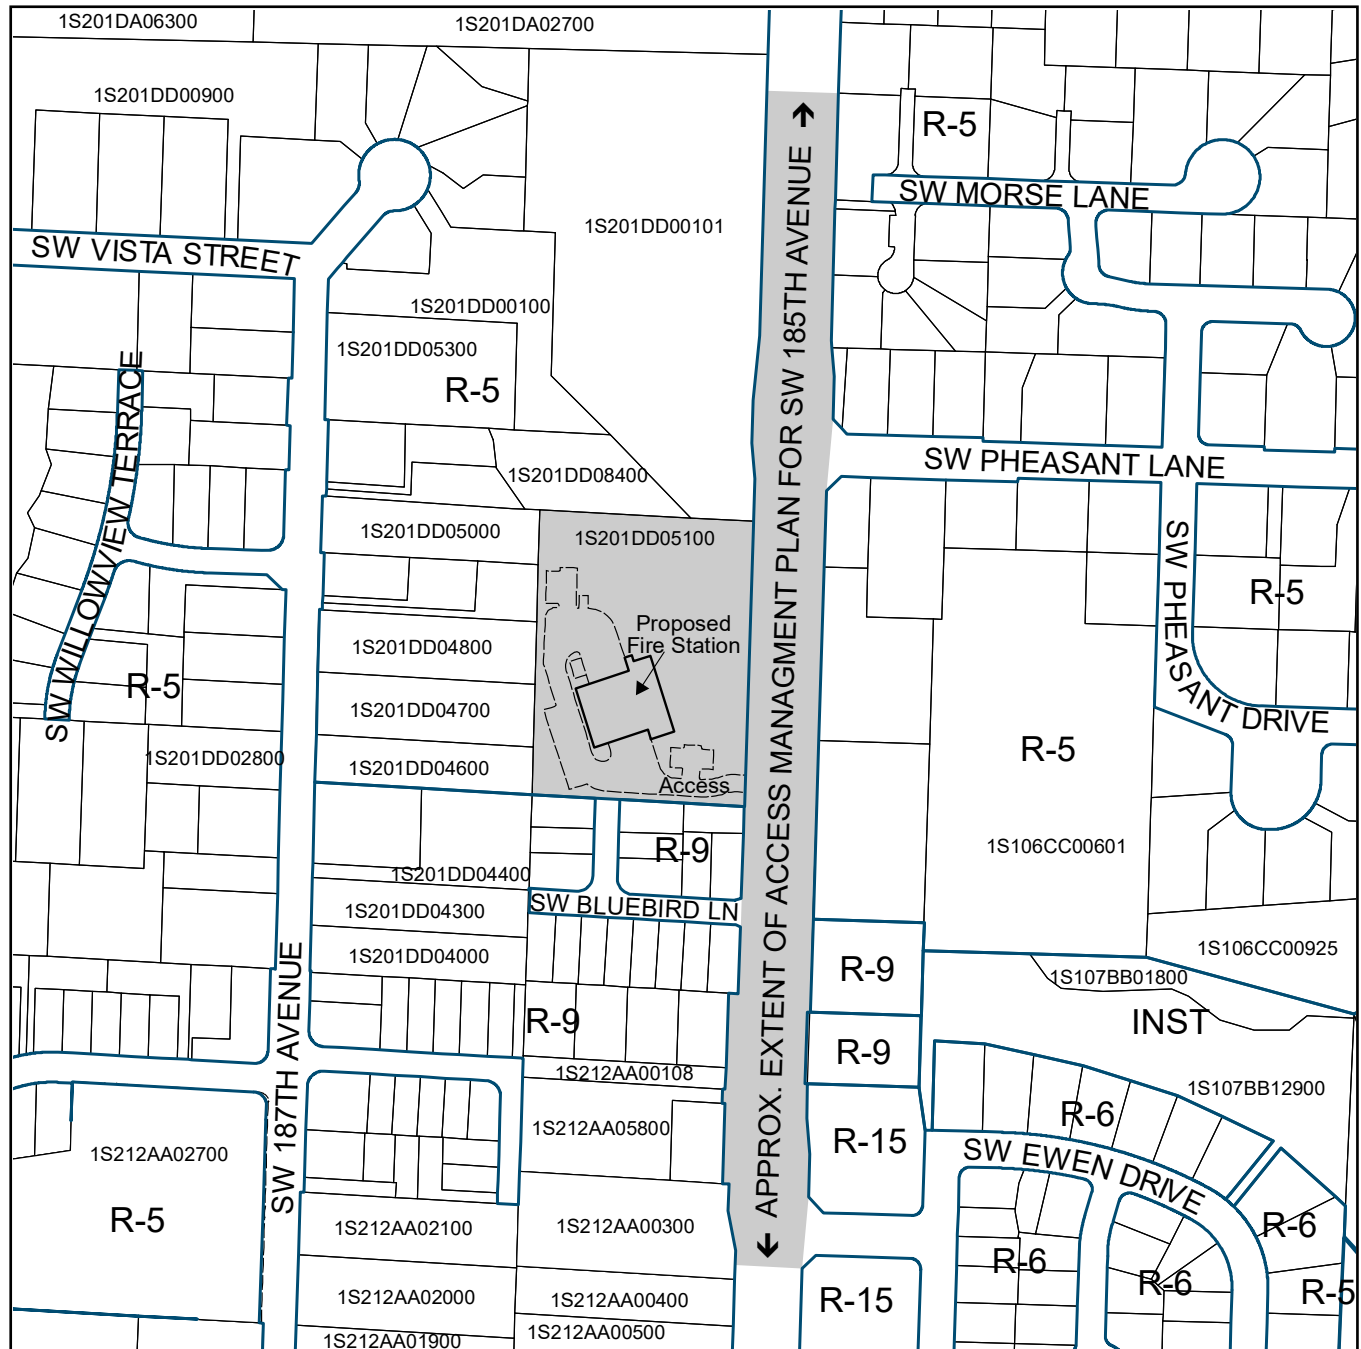 1S201DA06300
1S201DA02700
1S201DD00900
R-5
SW MORSE LANE
1S201DD00101
SW VISTA STREET
1S201DD00100
1S201DD05300
R-5
SW PHEASANT LANE
1S201DD08400
1S201DD05000
1S201DD05100
SW WILLOWVIEW TERRACE
APPROX. EXTENT OF ACCESS MANAGMENT PLAN FOR SW 185TH AVENUE
SW PHEASANT DRIVE
R-5
Proposed
Fire Station
1S201DD04800
R-5
1S201DD04700
1S201DD02800
1S201DD04600
R-5
Access
1S106CC00601
R-9
1S201DD04400
SW BLUEBIRD LN
1S201DD04300
1S106CC00925
1S201DD04000
R-9
1S107BB01800
SW 187TH AVENUE
R-9
INST
R-9
1S212AA00108
1S107BB12900
R-6
1S212AA05800
R-15
1S212AA02700
SW EWEN DRIVE
R-5
1S212AA02100
1S212AA00300
R-6
R-6
R-6
R-5
1S212AA02000
1S212AA00400
R-15
1S212AA01900
1S212AA00500